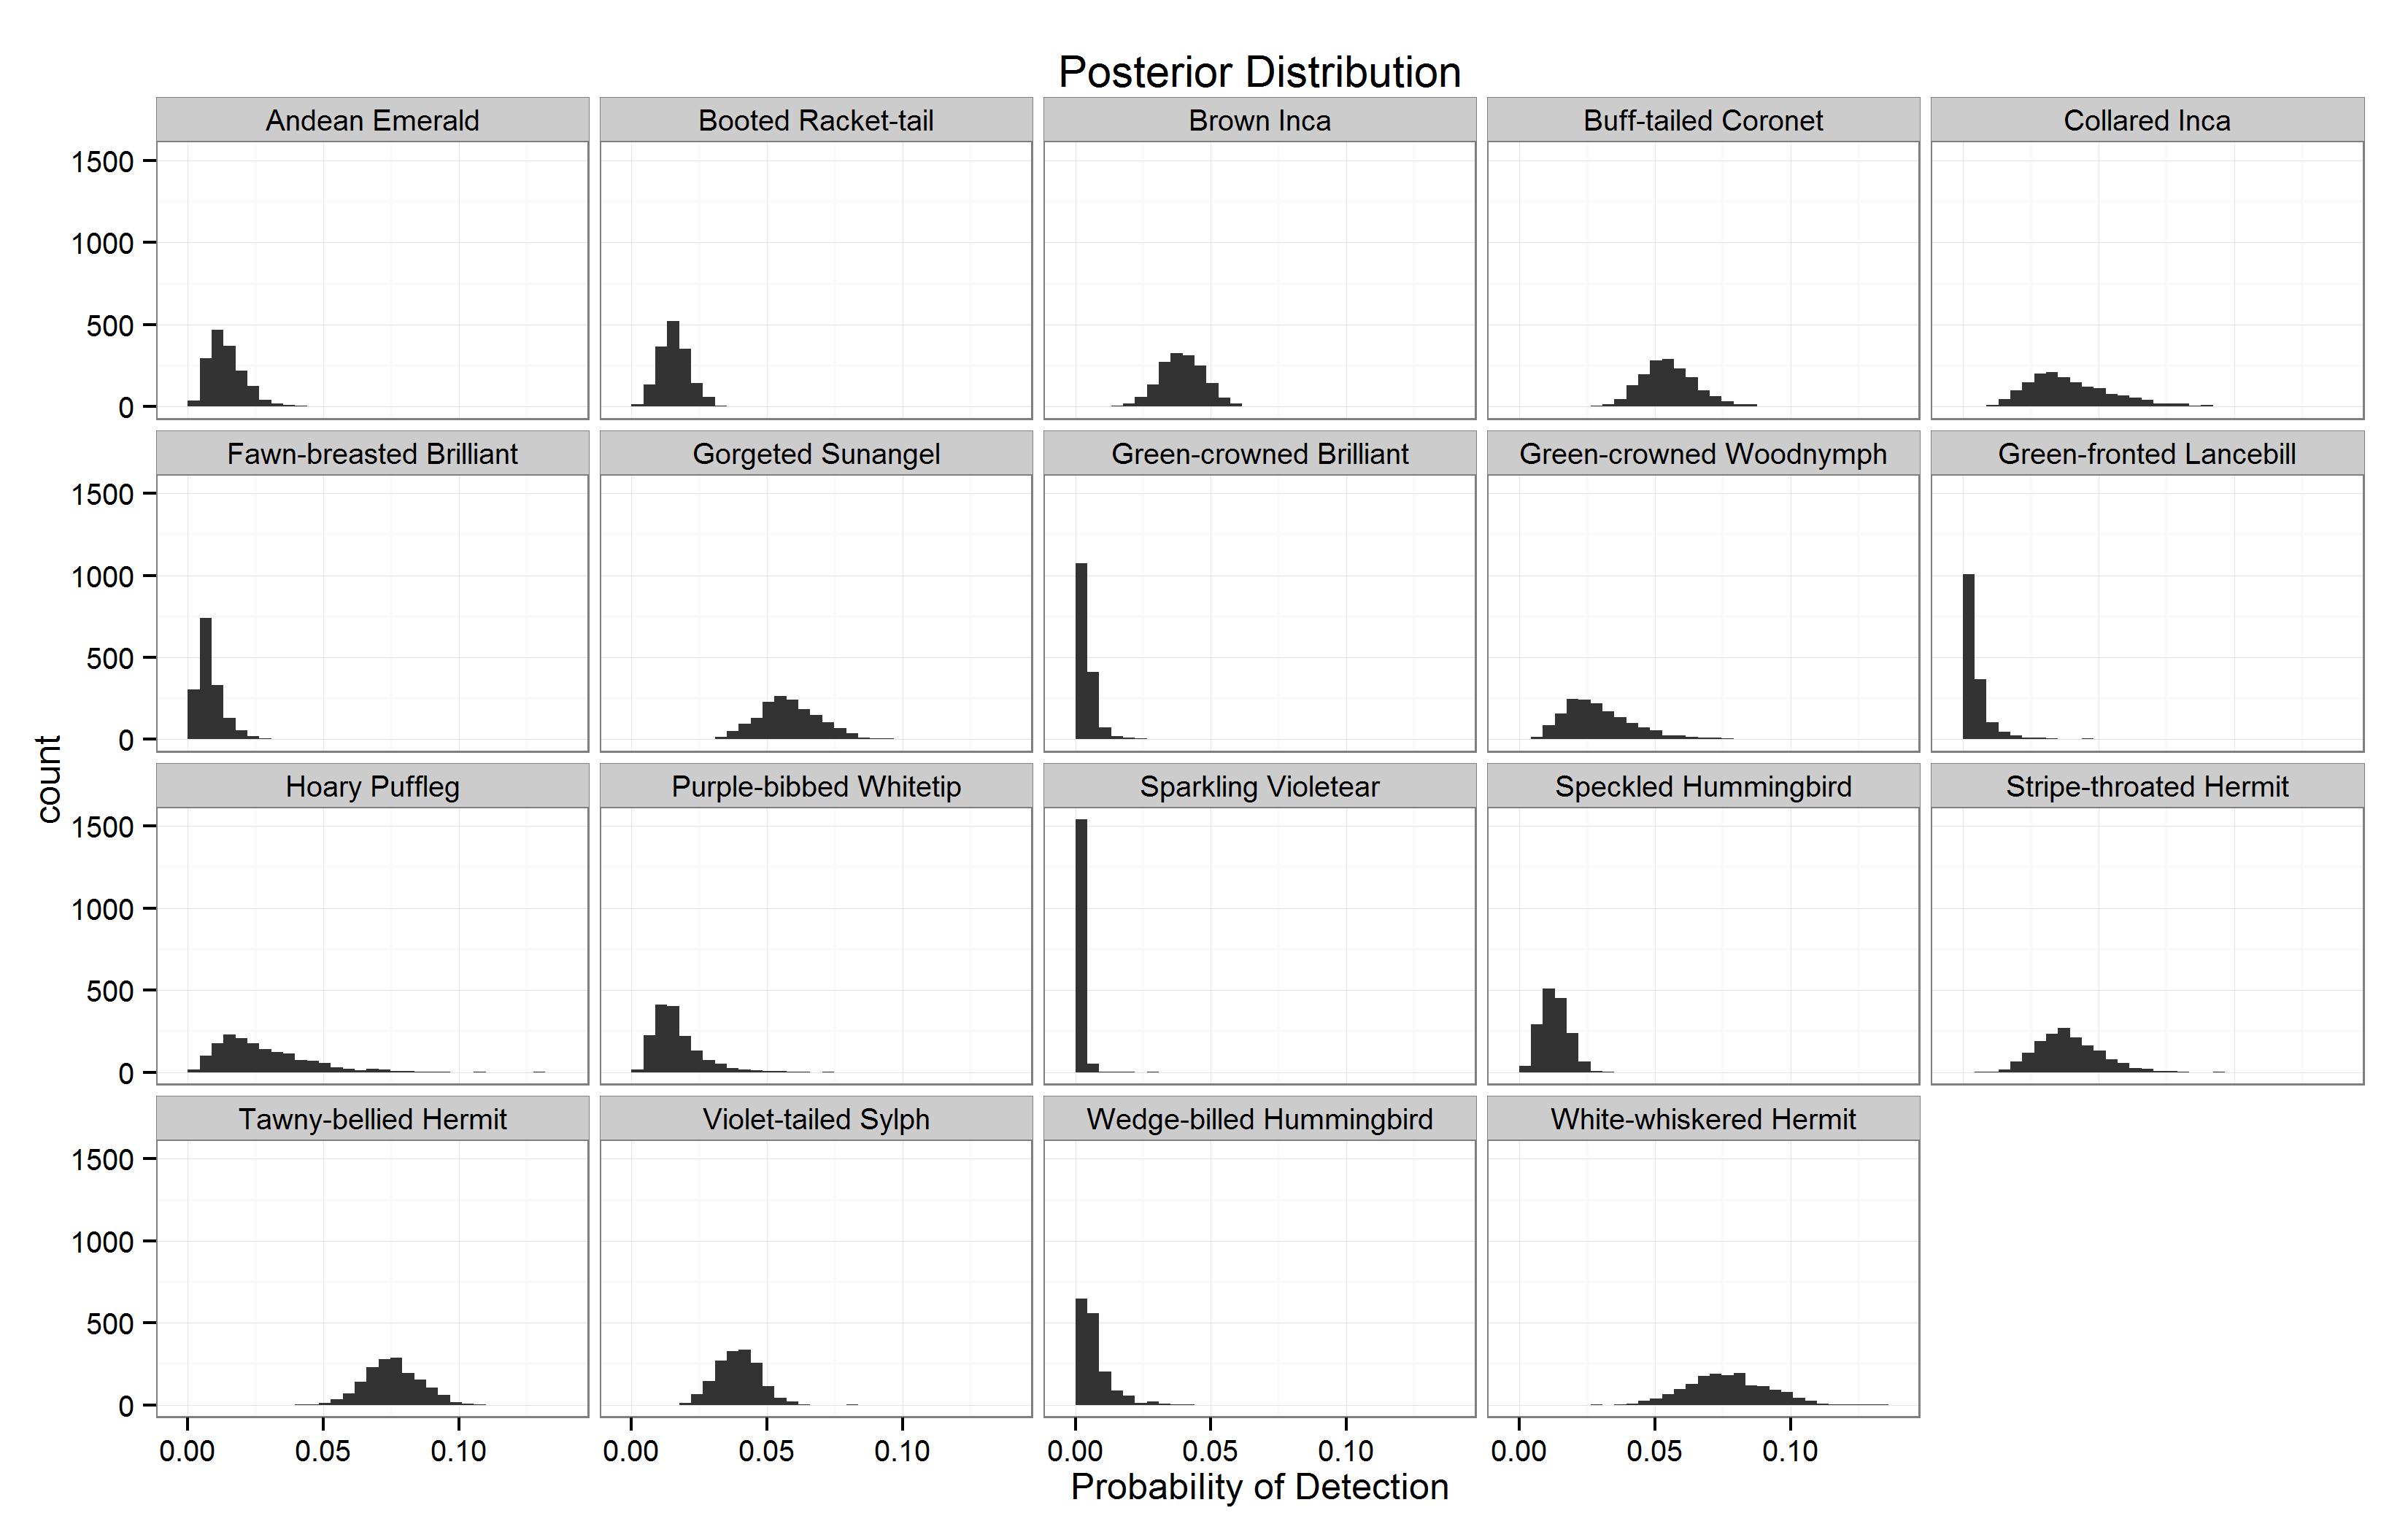 Posterior Distribution
Andean Emerald Booted Racket-tail Brown Inca Buff-tailed Coronet Collared Inca
1500
1000
500
0
Fawn-breasted Brilliant Gorgeted Sunangel Green-crowned Brilliant Green-crowned Woodnymph Green-fronted Lancebill
1500
1000
500
0
count
Hoary Puffleg Purple-bibbed Whitetip Sparkling Violetear Speckled Hummingbird Stripe-throated Hermit
1500
1000
500
0
Tawny-bellied Hermit Violet-tailed Sylph Wedge-billed Hummingbird White-whiskered Hermit
1500
1000
500
0
0.00 0.05 0.10 0.00 0.05 0.10 0.00 0.05 0.10 0.00 0.05 0.10
Probability of Detection